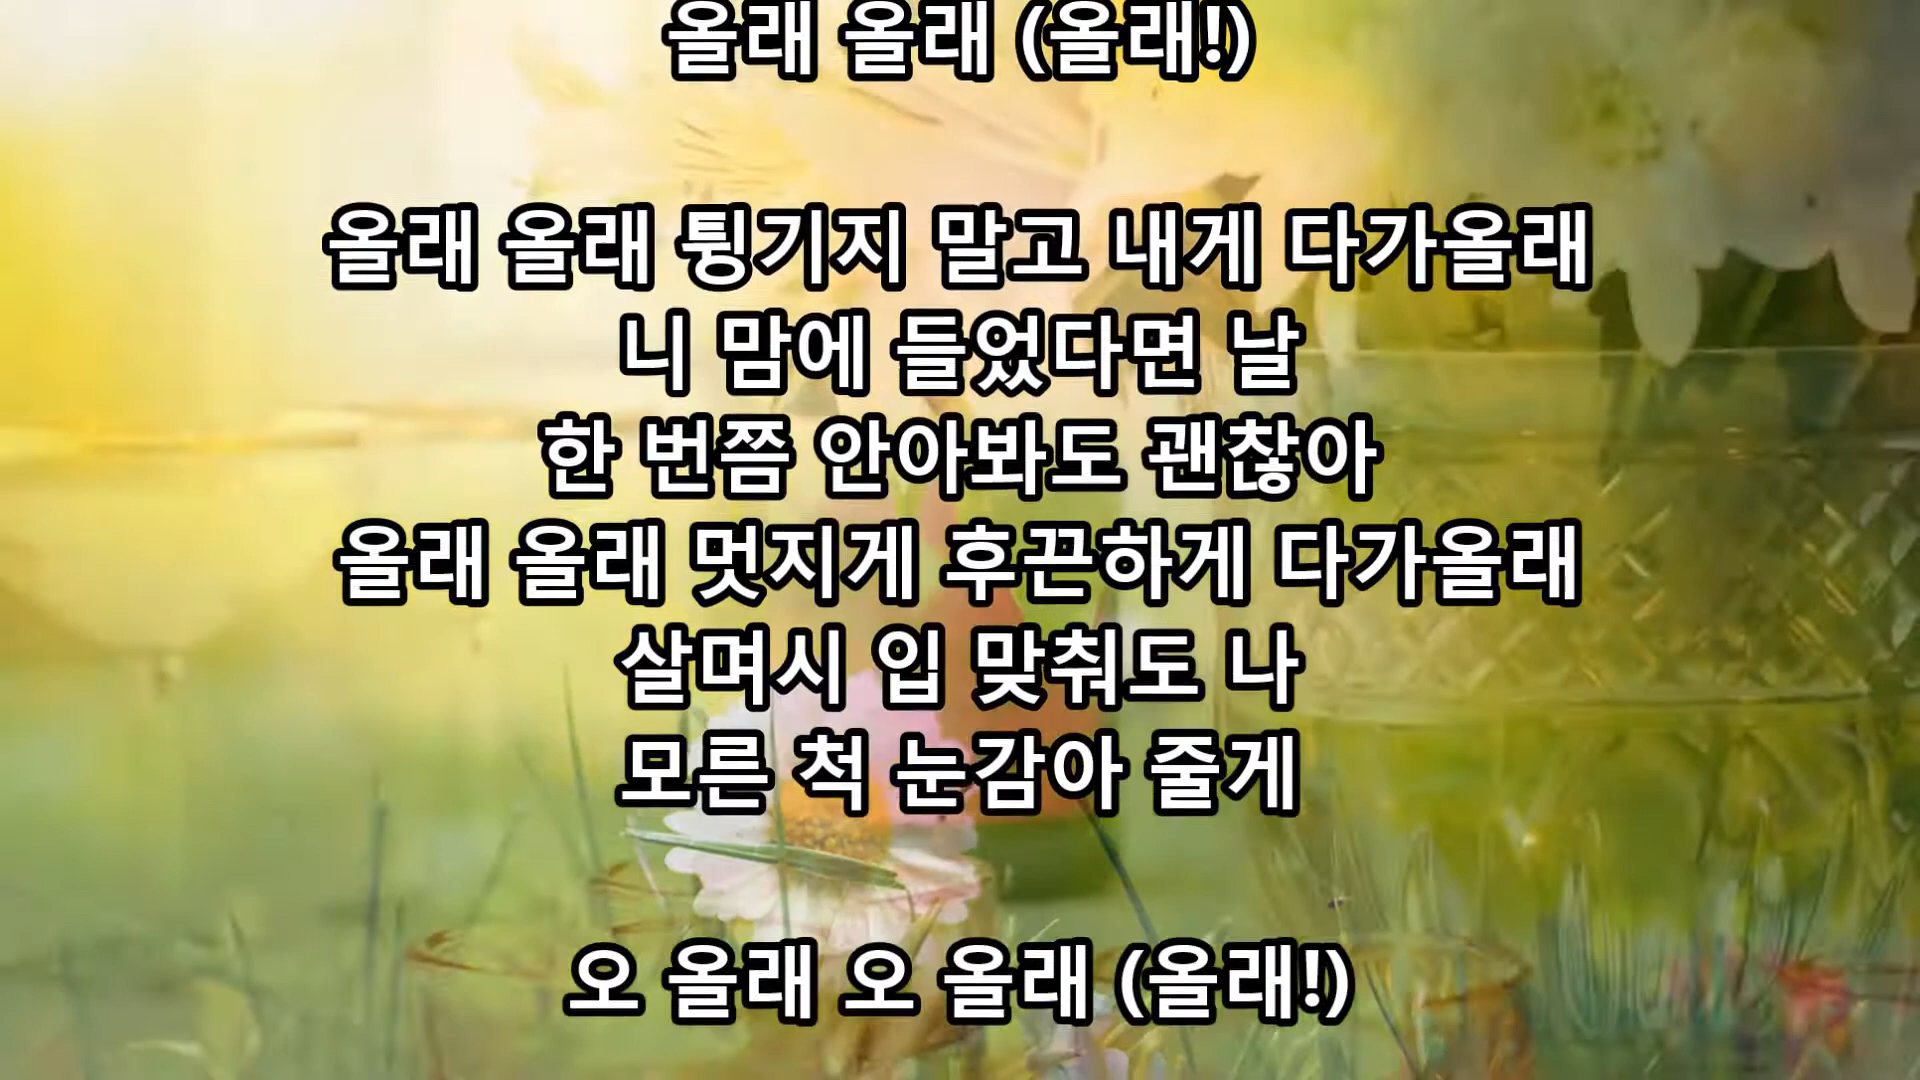 올래 올래 (올래!)
올래 올래 튕기지 말고 내게 다가올래
니 맘에 들었다면 날
한 번쯤 안아봐도 괜찮아
올래 올래 멋지게 후끈하게 다가올래
살며시 입 맞춰도 나
모른 척 눈감아 줄게
오 올래 오 올래 (올래!)